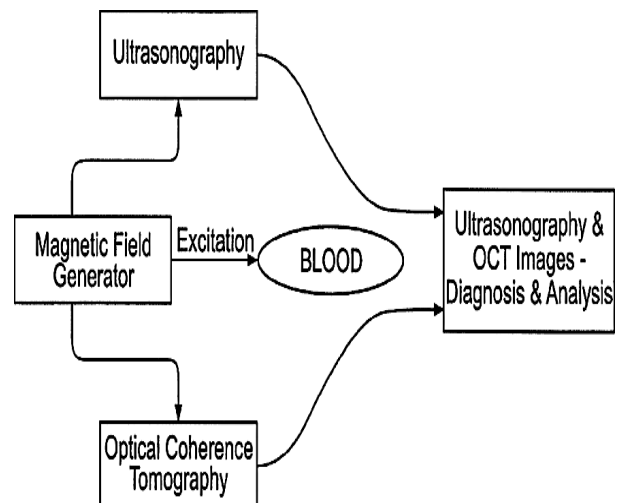 Ultrasonography
Magnetic Field
Generator
Excitation
BLOOD
Ultrasonography &
OCT Images -
Diagnosis & Analysis
Optical Coherence
Tomography